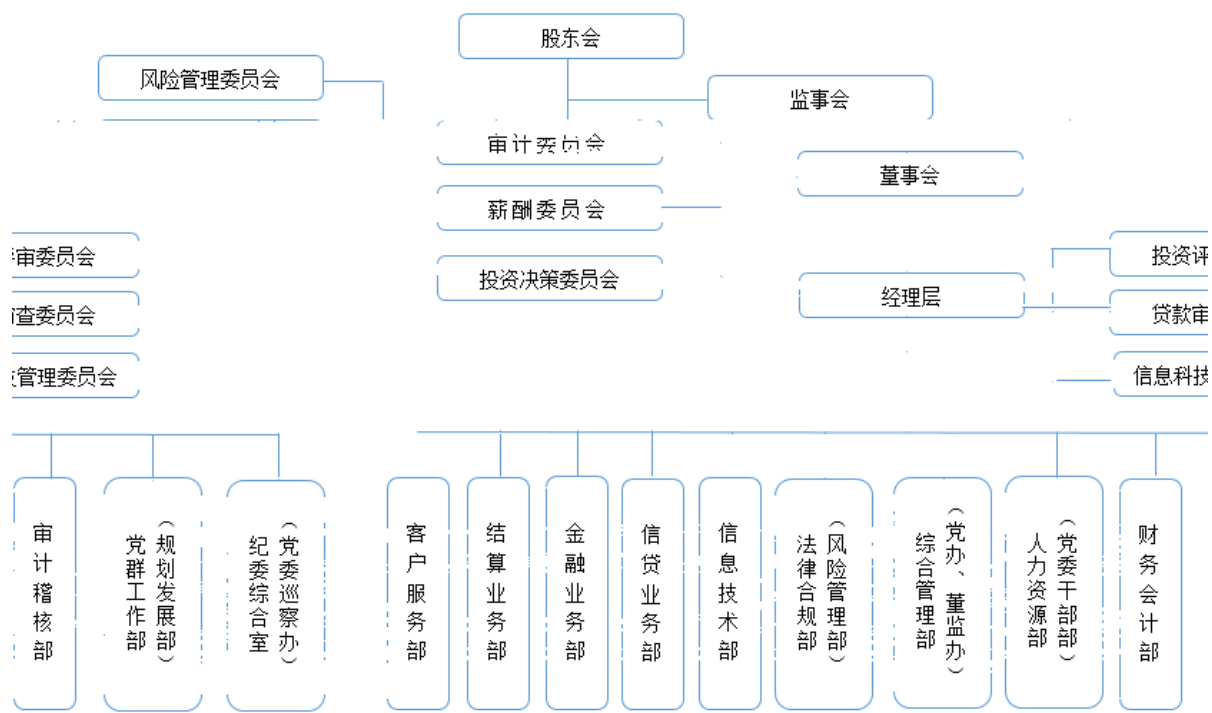 股东会
风险管理委员会
监事会
审计委员会
董事会
薪酬委员会
审委员会
投资评
投资决策委员会
经理层
查委员会
贷款审
管理委员会
信息科技
审计稽核部
党群工作部
（规划发展部）
纪委综合室
（党委巡察办）
客户服务部
结算业务部
金融业务部
信贷业务部
信息技术部
法律合规部
（风险管理部）
综合管理部
（党办、董监办）
人力资源部
（党委干部部）
财务会计部